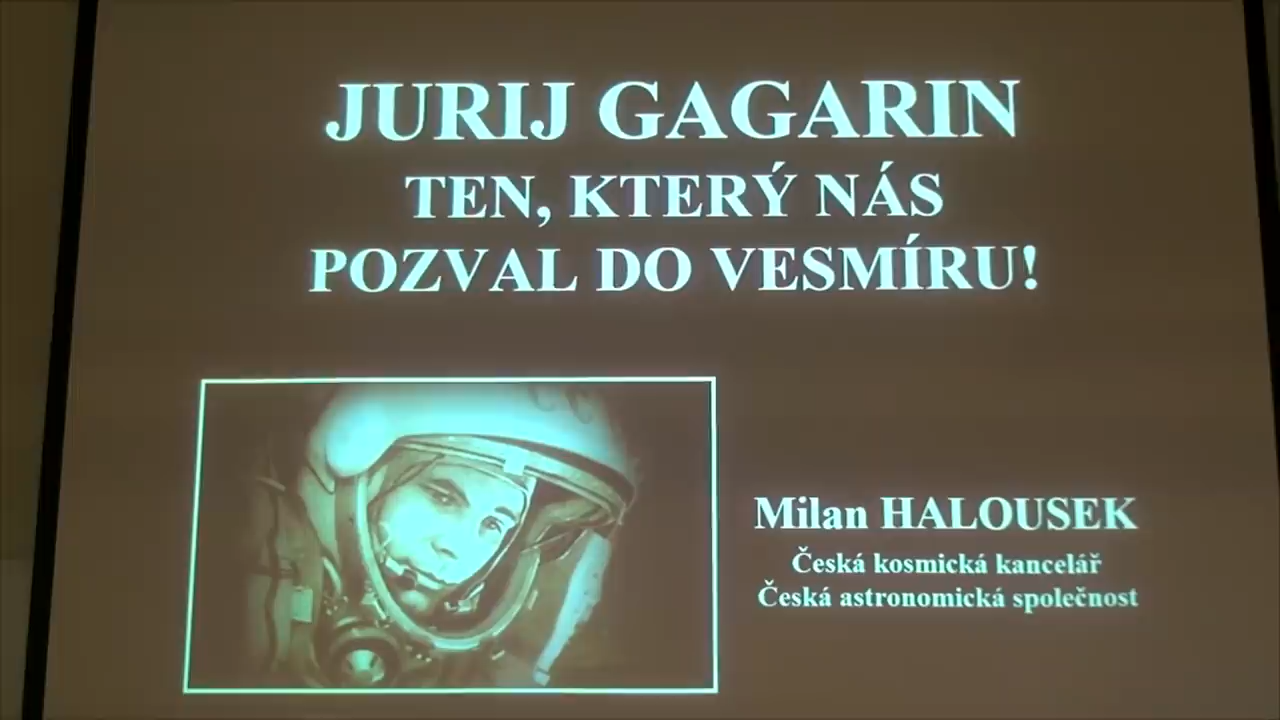 JURIJ GAGARIN
TEN, KTERÝ NÁS
POZVAL DO VESMÍRU!
Milan HALOUSEK
Česká kosmická kancelář
Česká astronomická společnost